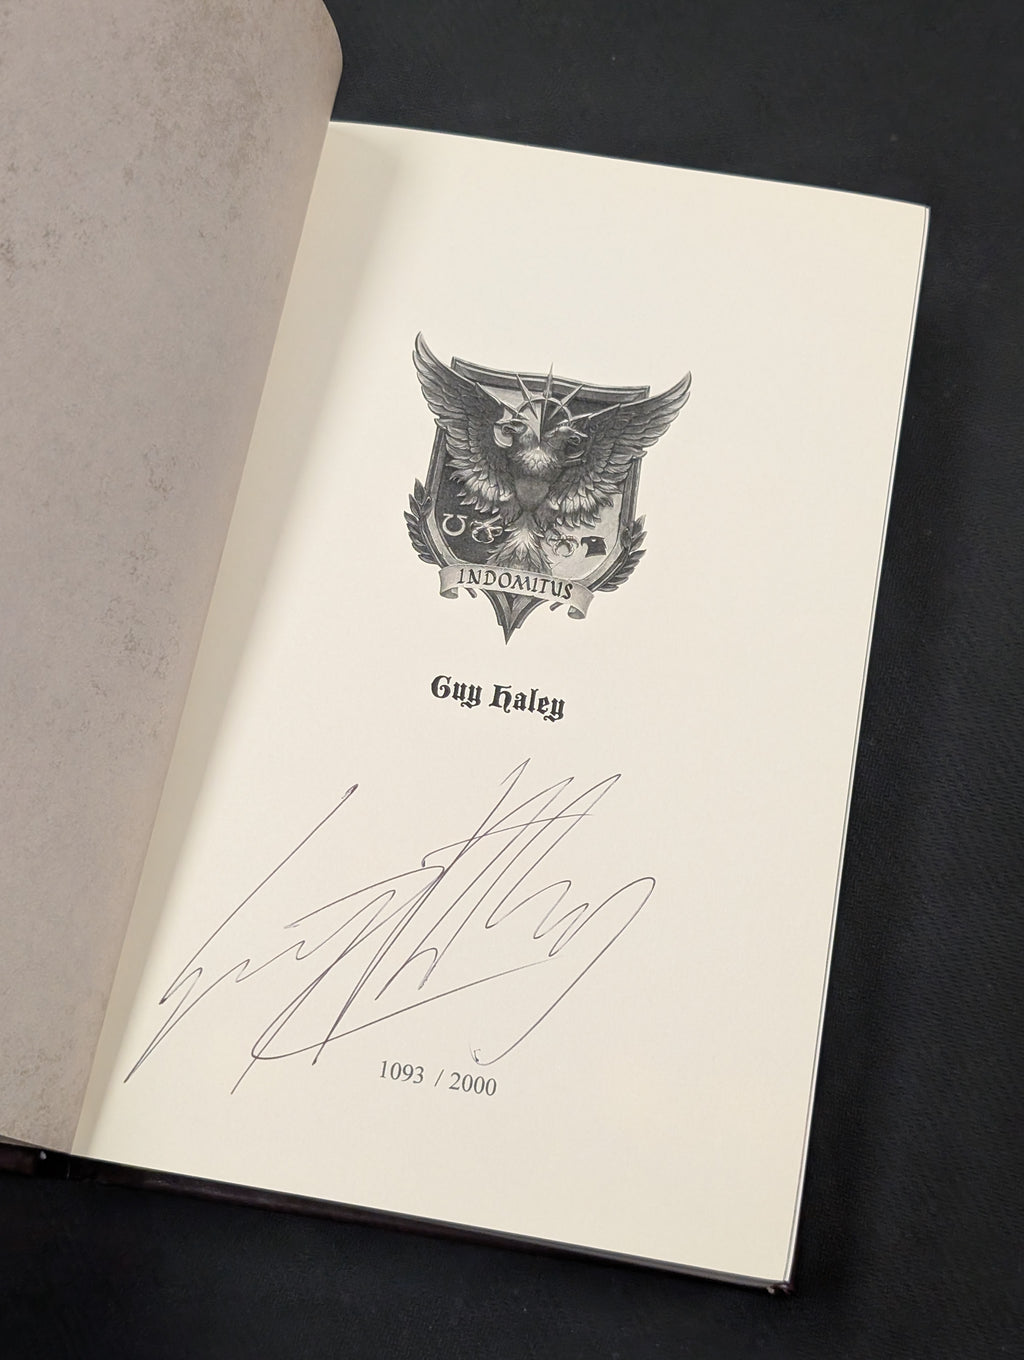 INDOMITUS
Guy Haley
1093 / 2000